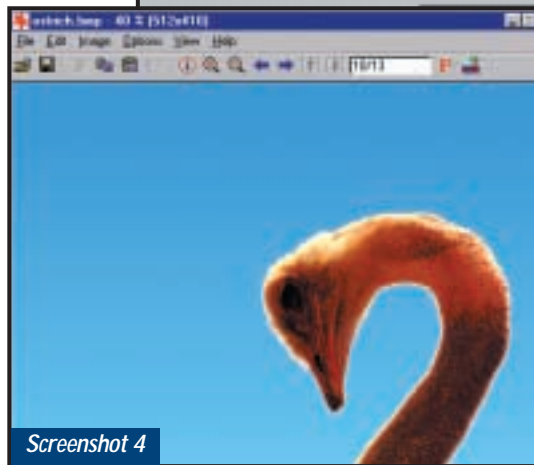 ostrich.bmp - 40 % (512x410)
File Edit Image Options View Help
10/13
Screenshot 4